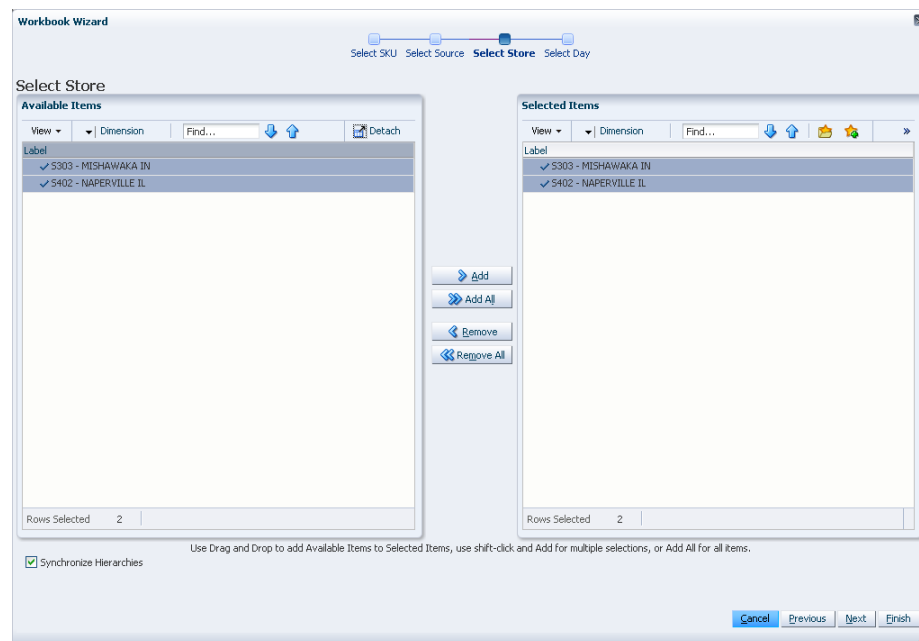 Workbook Wizard
Select SKU Select Source Select Store Select Day
Select Store
Available Items
View Dimension Find... Detach
Label
S303 - MISHAWAKA IN
S402 - NAPERVILLE IL
Rows Selected 2
Add
Add All
Remove
Remove All
Selected Items
View Dimension Find... »
Label
S303 - MISHAWAKA IN
S402 - NAPERVILLE IL
Rows Selected 2
Use Drag and Drop to add Available Items to Selected Items, use shift-click and Add for multiple selections, or Add All for all items.
Synchronize Hierarchies
Cancel Previous Next Finish